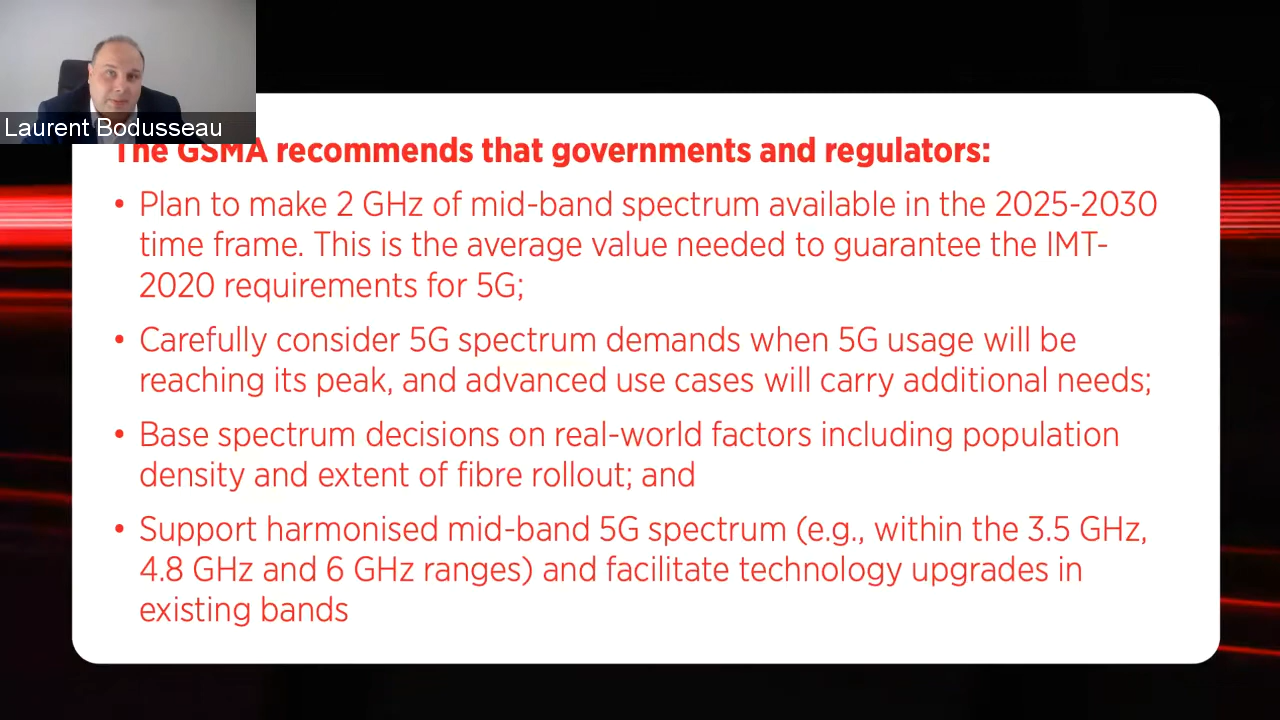 Laurent Bodusseau
The GSMA recommends that governments and regulators:
• Plan to make 2 GHz of mid-band spectrum available in the 2025-2030
time frame. This is the average value needed to guarantee the IMT-
2020 requirements for 5G;
• Carefully consider 5G spectrum demands when 5G usage will be
reaching its peak, and advanced use cases will carry additional needs;
• Base spectrum decisions on real-world factors including population
density and extent of fibre rollout; and
• Support harmonised mid-band 5G spectrum (e.g., within the 3.5 GHz,
4.8 GHz and 6 GHz ranges) and facilitate technology upgrades in
existing bands